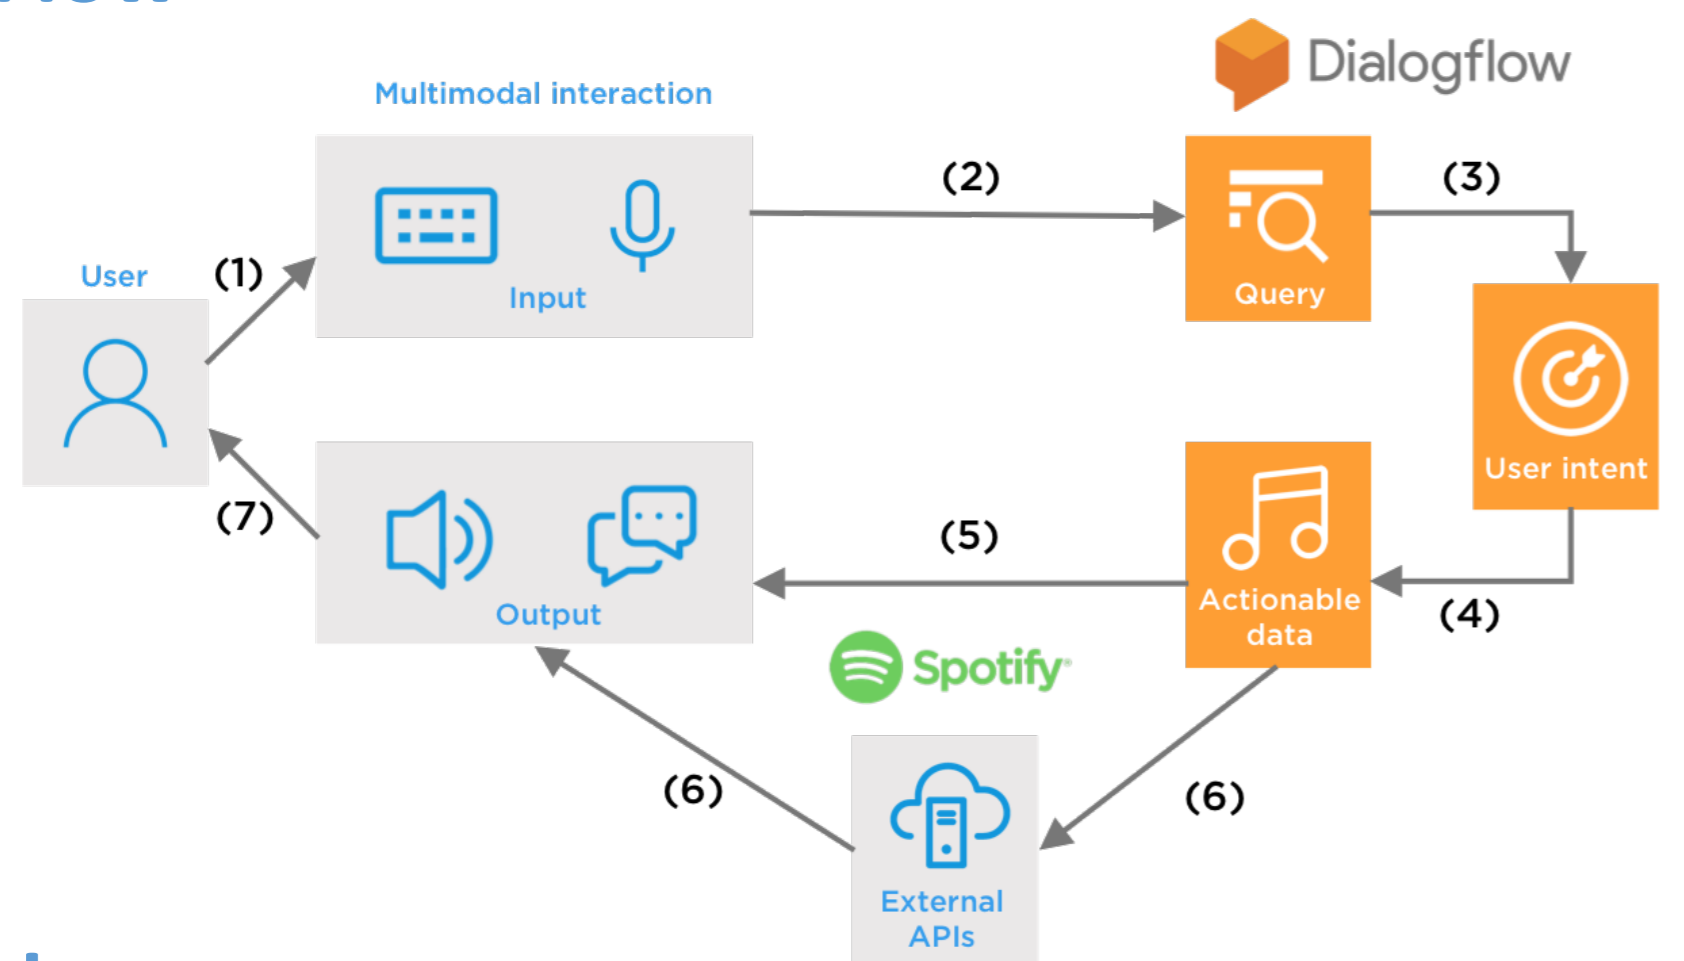 Dialogflow
Multimodal interaction
(2)
(3)
User
(1)
Input
Query
User intent
(7)
(5)
Output
Actionable
data
(4)
Spotify®
(6)
(6)
External
APIs